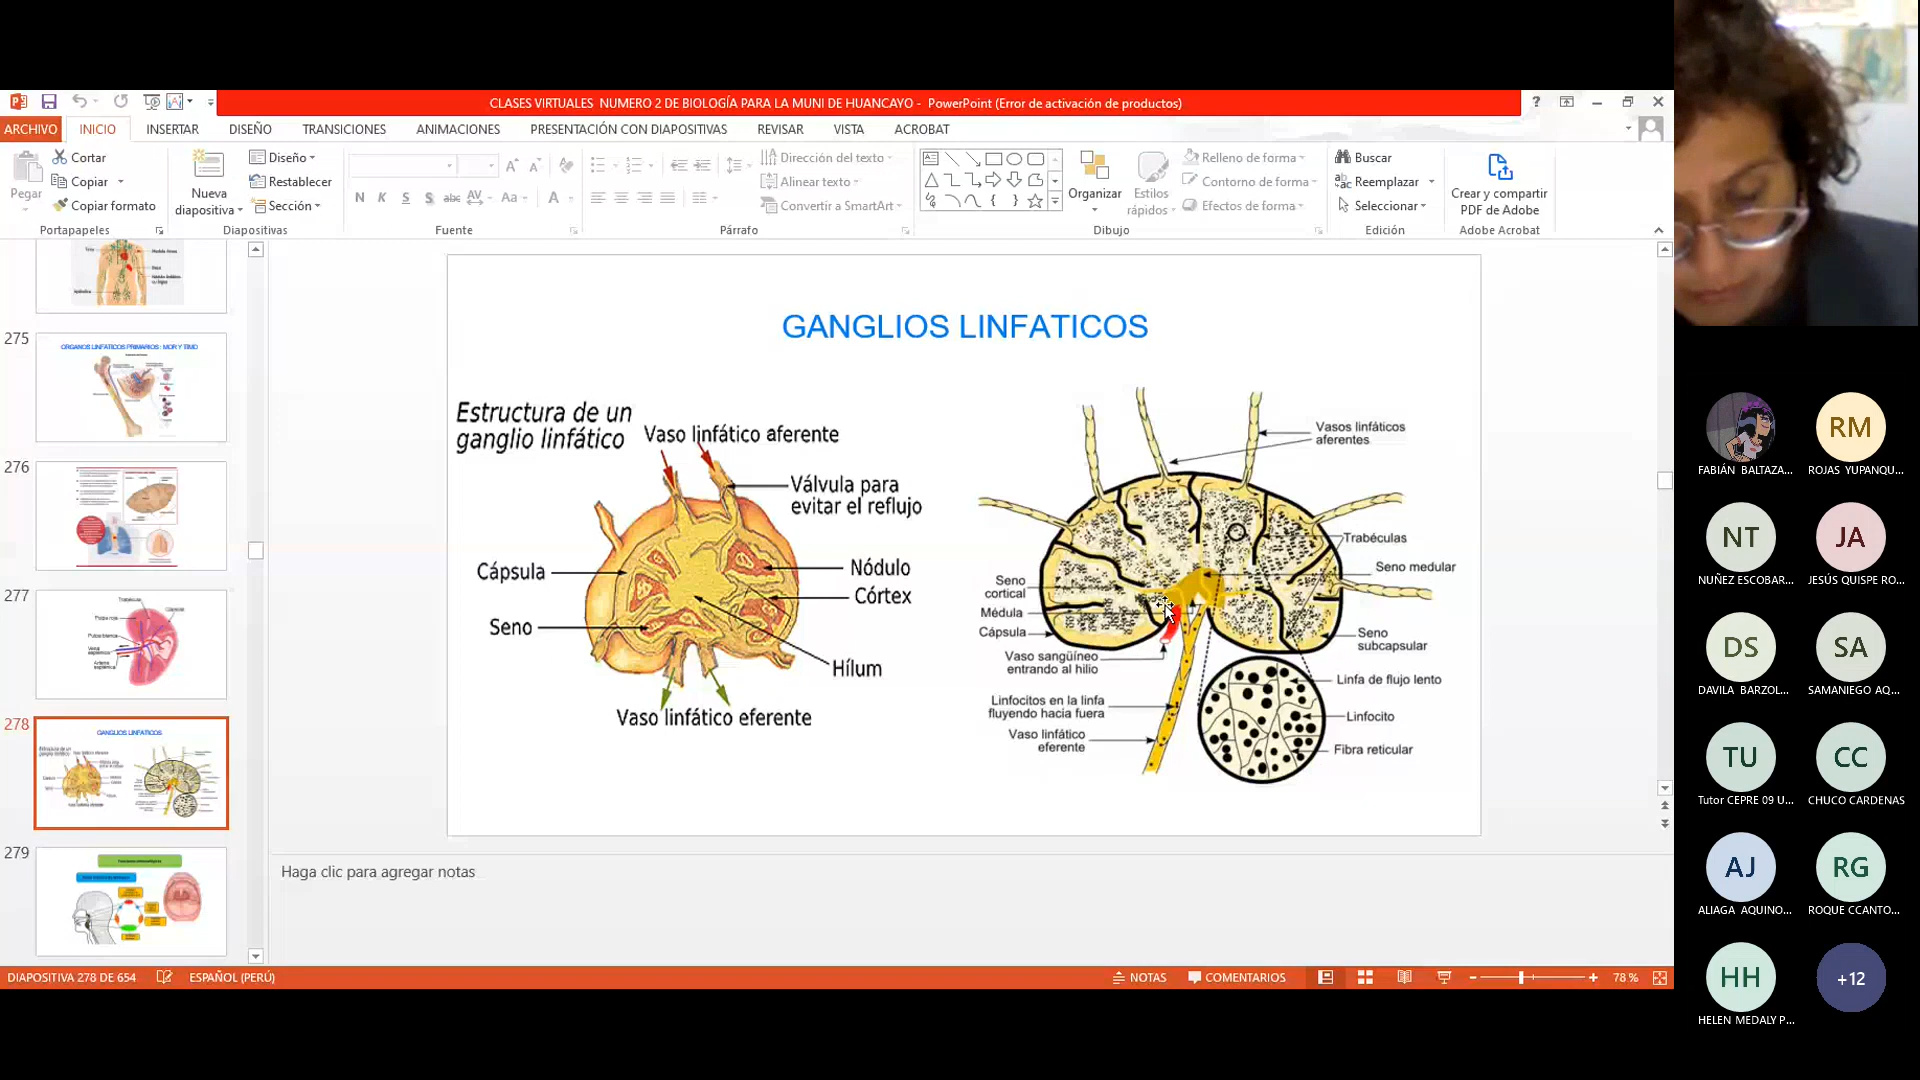 CLASES VIRTUALES NUMERO 2 DE BIOLOGÍA PARA LA MUNI DE HUANCAYO - PowerPoint (Error de activación de productos)
ARCHIVO INICIO INSERTAR DISEÑO TRANSICIONES ANIMACIONES PRESENTACIÓN CON DIAPOSITIVAS REVISAR VISTA ACROBAT
Pegar
Cortar
Copiar
Copiar formato
Portapapeles
Nueva
diapositiva
Diseño
Restablecer
Sección
Diapositivas
N K S S abc AV Aa A
Fuente
Dirección del texto
Alinear texto
Convertir a SmartArt
Párrafo
Organizar
Estilos
rápidos
Relleno de forma
Contorno de forma
Efectos de forma
Dibujo
Buscar
Reemplazar
Seleccionar
Edición
Crear y compartir
PDF de Adobe
Adobe Acrobat
275
ORGANOS LINFÁTICOS PRIMARIOS: MOR Y TIMO
276
277
278
GANGLIOS LINFATICOS
279
GANGLIOS LINFATICOS
Estructura de un
ganglio linfático
Vaso linfático aferente
Válvula para
evitar el reflujo
Cápsula
Nódulo
Córtex
Seno
Hílum
Vaso linfático eferente
Vasos linfáticos
aferentes
Trabéculas
Seno medular
Seno
cortical
Médula
Cápsula
Seno
subcapsular
Vaso sangüíneo
entrando al hilio
Linfa de flujo lento
Linfocitos en la linfa
fluyendo hacia fuera
Linfocito
Vaso linfático
eferente
Fibra reticular
Haga clic para agregar notas
DIAPOSITIVA 278 DE 654 ESPAÑOL (PERÚ) NOTAS COMENTARIOS 78 %
FABIÁN BALTAZA...
RM
ROJAS YUPANQU...
NT
NUÑEZ ESCOBAR...
JA
JESÚS QUISPE RO...
DS
DAVILA BARZOL...
SA
SAMANIEGO AQ...
TU
Tutor CEPRE 09 U...
CC
CHUCO CARDENAS
AJ
ALIAGA AQUINO...
RG
ROQUE CCANTO...
HH
HELEN MEDALY P...
+12